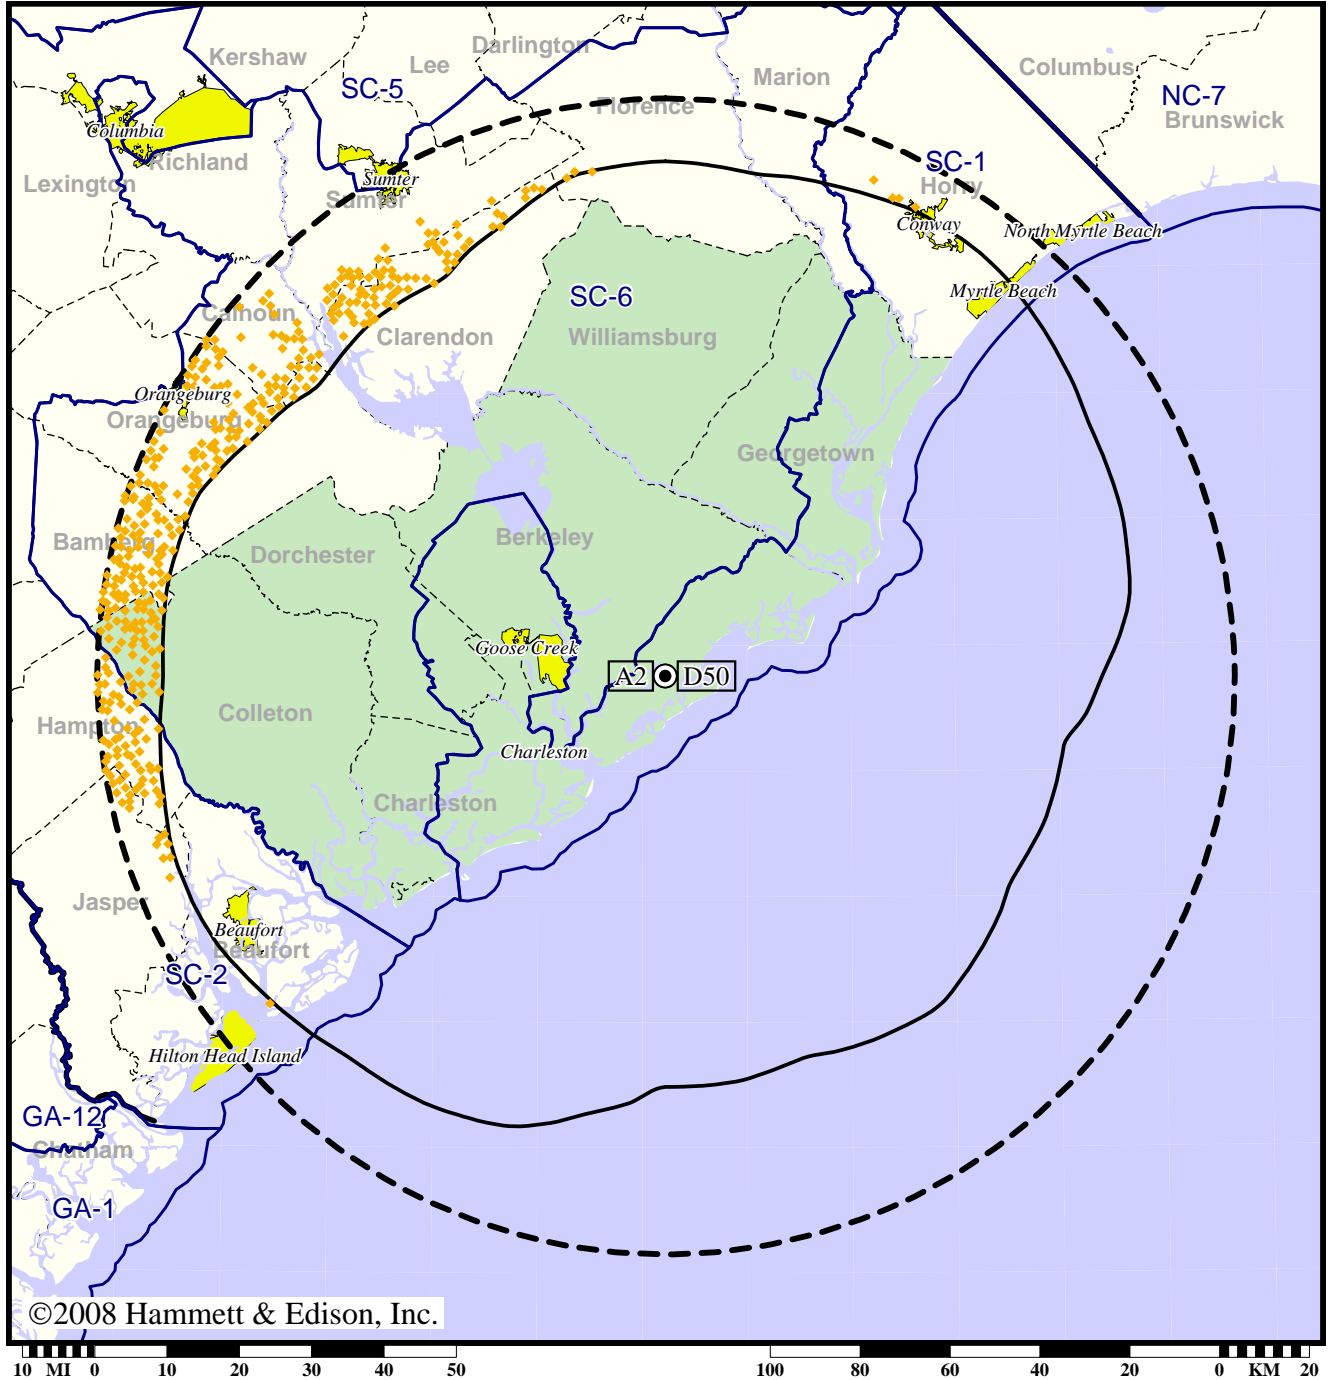 Kershaw
Darlington
Lee
SC-5
Marion
Columbus
NC-7
Florence
Brunswick
Columbia
Richland
SC-1
Lexington
Sumter
Horry
Sumter
Conway
North Myrtle Beach
Myrtle Beach
SC-6
Calhoun
Clarendon
Williamsburg
Orangeburg
Orangeburg
Georgetown
Bamberg
Dorchester
Berkeley
Goose Creek
A2
D50
Colleton
Hampton
Charleston
Charleston
Jasper
Beaufort
Beaufort
SC-2
Hilton Head Island
GA-12
Chatham
GA-1
©2008 Hammett & Edison, Inc.
10 MI 0 10 20 30 40 50
100 80 60 40 20 0 KM 20